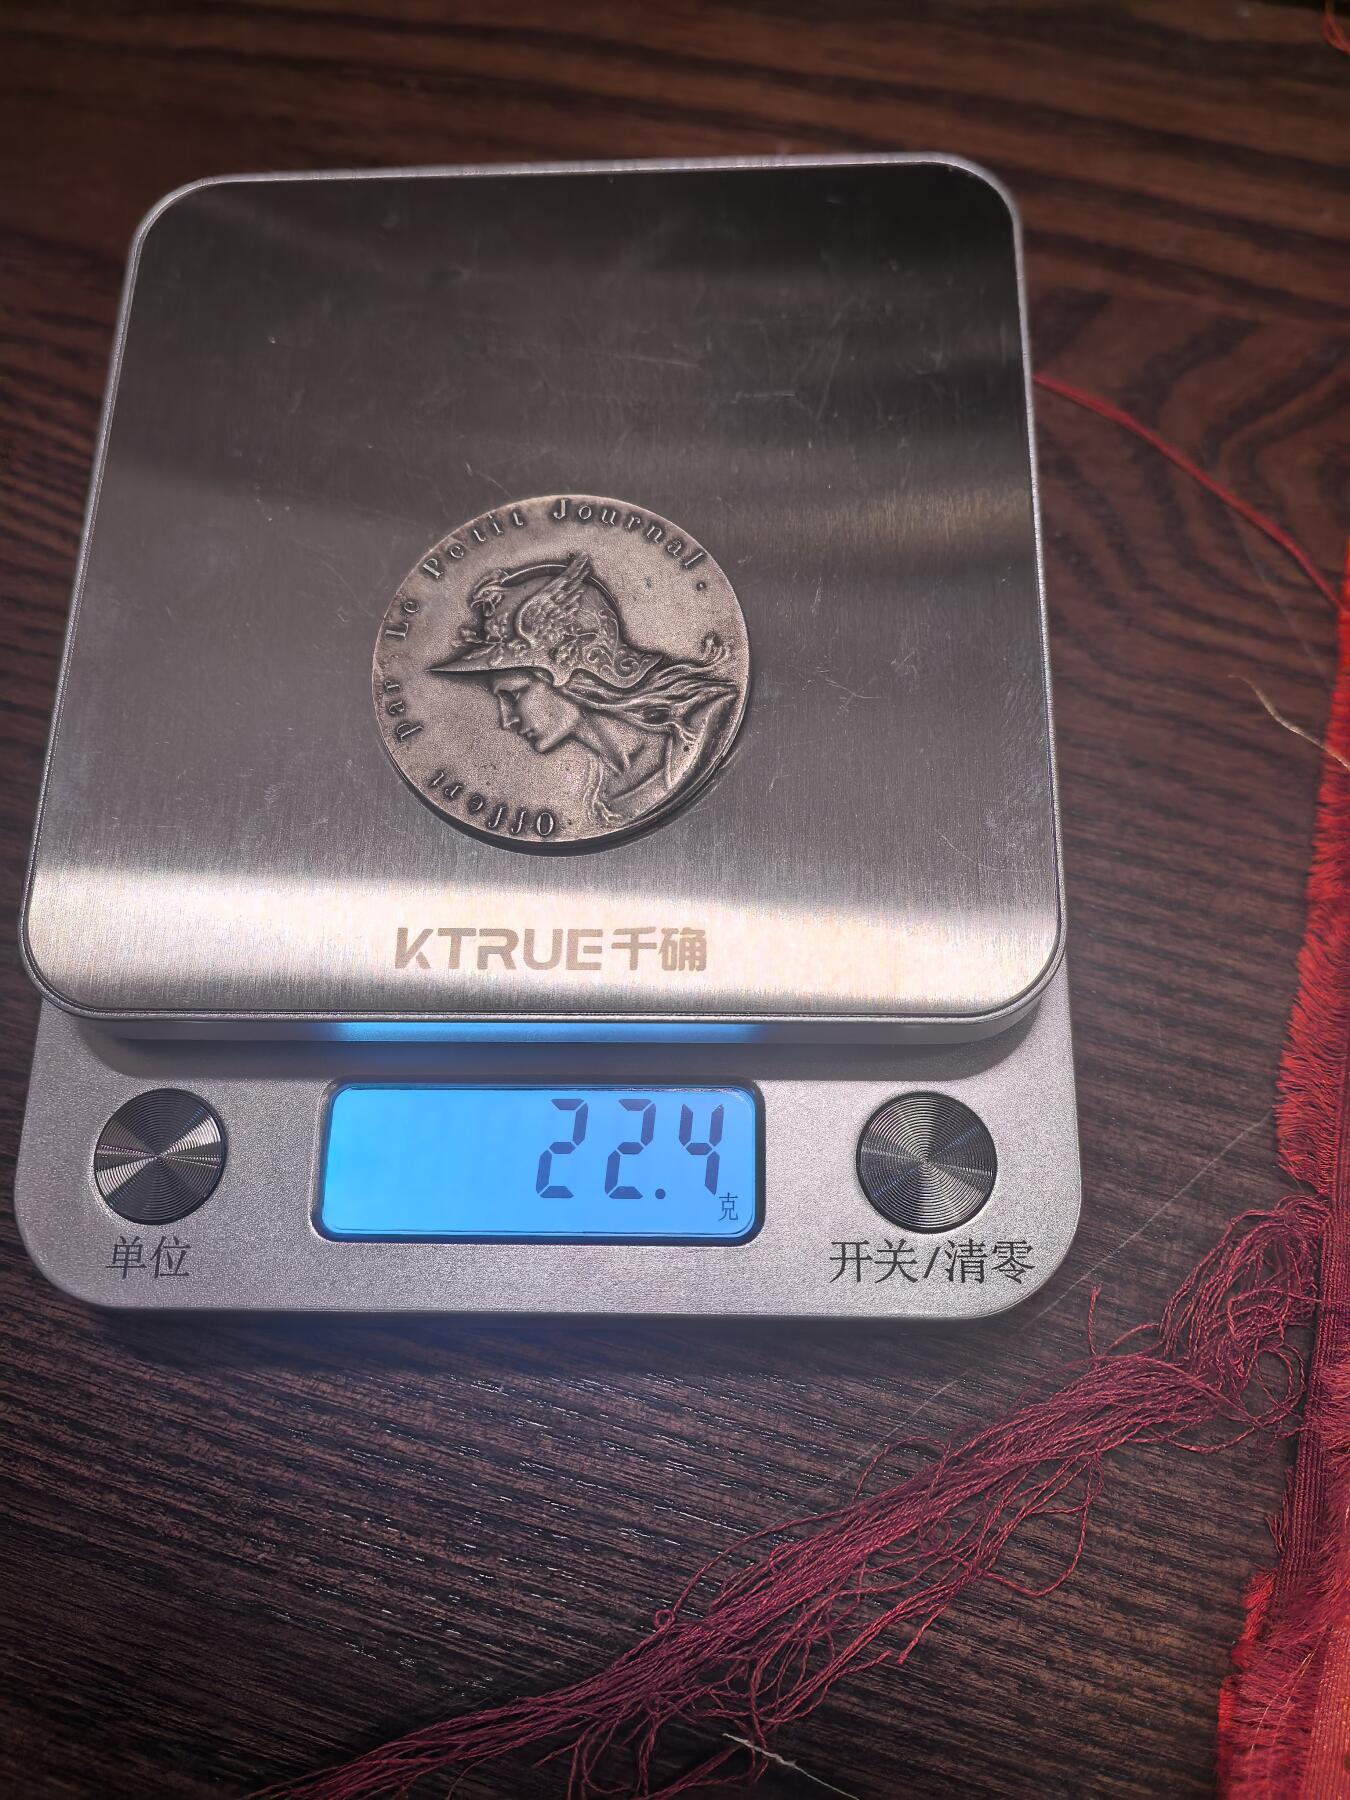 Offert par Le Petit Journal.
KTRUE千确
22.4
克
单位
开关/清零